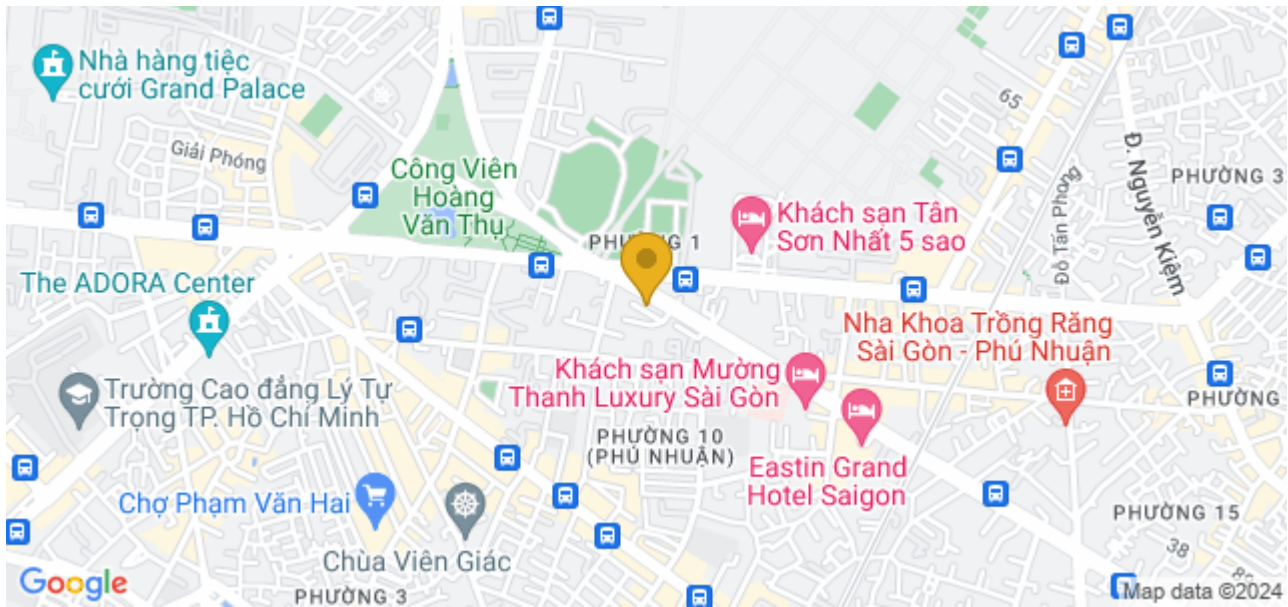 Nhà hàng tiệc
cưới Grand Palace
65
Giải Phóng
Công Viên
Hoàng
Văn Thụ
Đ. Nguyễn Kiệm
PHƯỜNG 3
Đỗ Tấn Phong
PHƯỜNG 1
Khách sạn Tân
Sơn Nhất 5 sao
The ADORA Center
Nha Khoa Trồng Răng
Sài Gòn - Phú Nhuận
Khách sạn Mường
Thanh Luxury Sài Gòn
Trường Cao đẳng Lý Tự
Trọng TP. Hồ Chí Minh
PHƯỜNG
PHƯỜNG 10
(PHÚ NHUẬN)
Eastin Grand
Hotel Saigon
Chợ Phạm Văn Hai
PHƯỜNG 15
38
Chùa Viên Giác
Google
PHƯỜNG 3
Map data ©2024